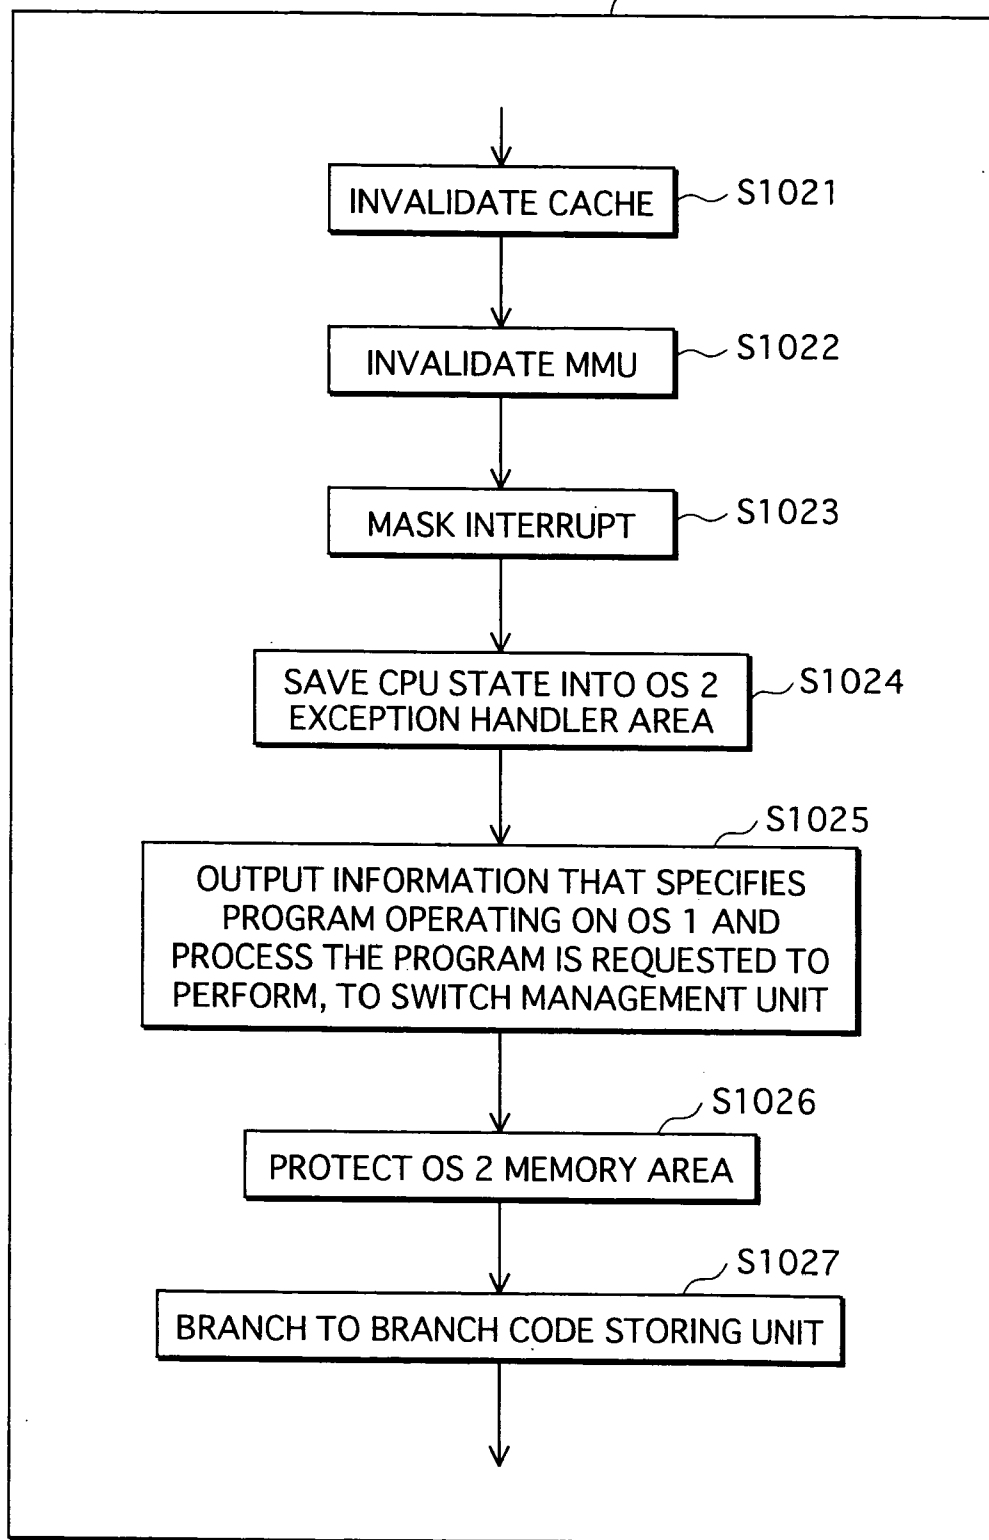 INVALIDATE CACHE
S1021
INVALIDATE MMU
S1022
MASK INTERRUPT
S1023
SAVE CPU STATE INTO OS 2
EXCEPTION HANDLER AREA
S1024
S1025
OUTPUT INFORMATION THAT SPECIFIES
PROGRAM OPERATING ON OS 1 AND
PROCESS THE PROGRAM IS REQUESTED TO
PERFORM, TO SWITCH MANAGEMENT UNIT
S1026
PROTECT OS 2 MEMORY AREA
S1027
BRANCH TO BRANCH CODE STORING UNIT